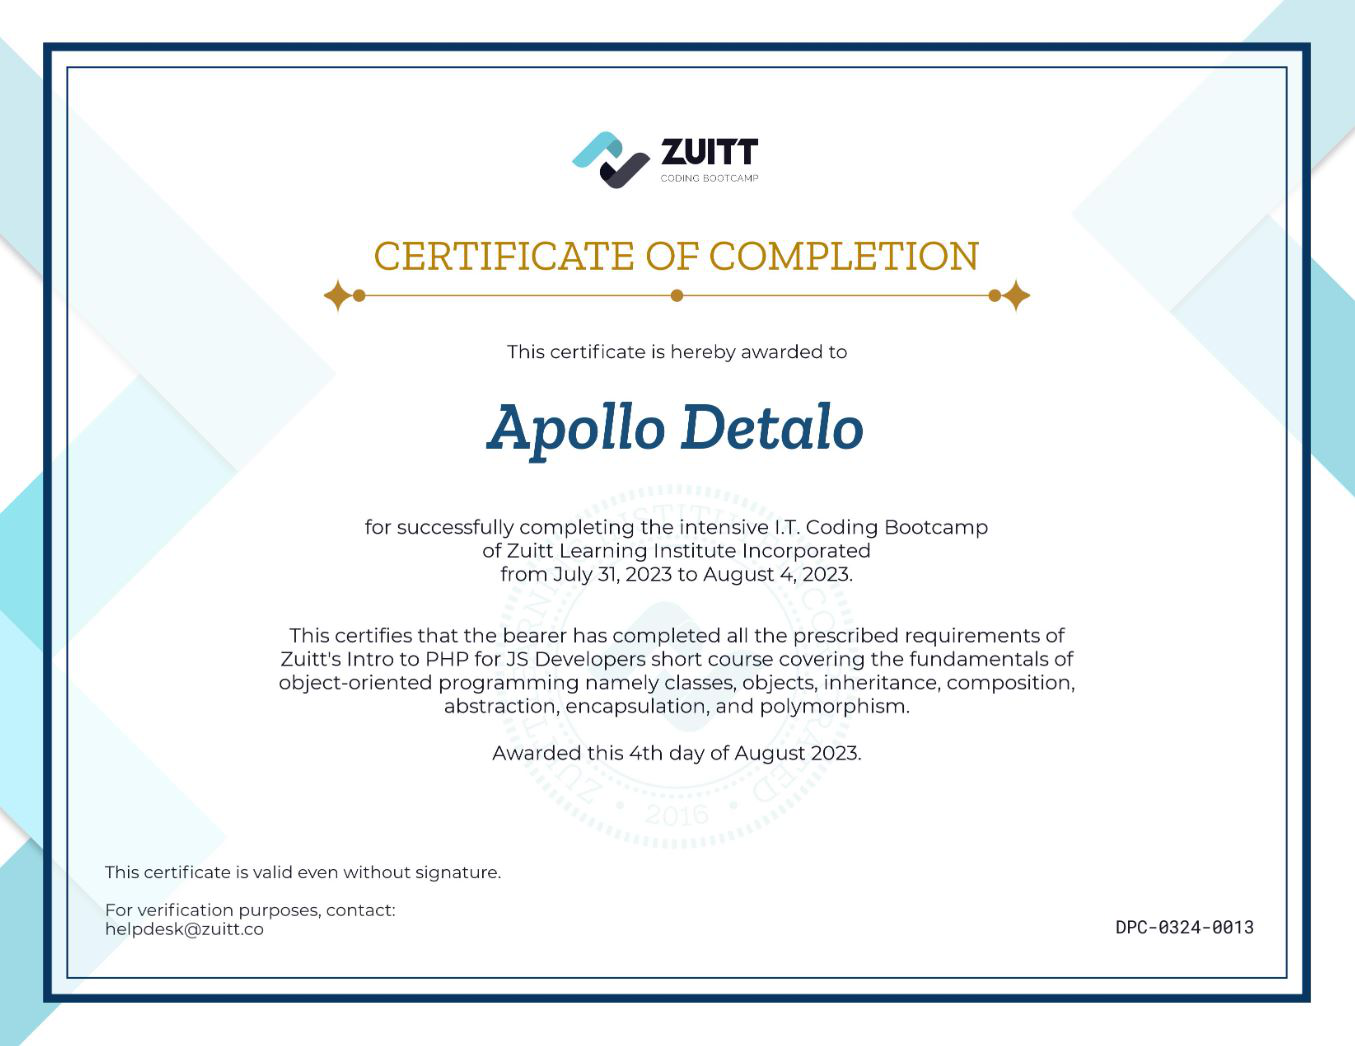 ZUITT
CODING BOOTCAMP
CERTIFICATE OF COMPLETION
This certificate is hereby awarded to
Apollo Detalo
for successfully completing the intensive I.T. Coding Bootcamp
of Zuitt Learning Institute Incorporated
from July 31, 2023 to August 4, 2023.
This certifies that the bearer has completed all the prescribed requirements of
Zuitt's Intro to PHP for JS Developers short course covering the fundamentals of
object-oriented programming namely classes, objects, inheritance, composition,
abstraction, encapsulation, and polymorphism.
Awarded this 4th day of August 2023.
ZUITT LEARNING INSTITUTE INCORPORATED
• 2016 •
This certificate is valid even without signature.
For verification purposes, contact:
helpdesk@zuitt.co
DPC-0324-0013